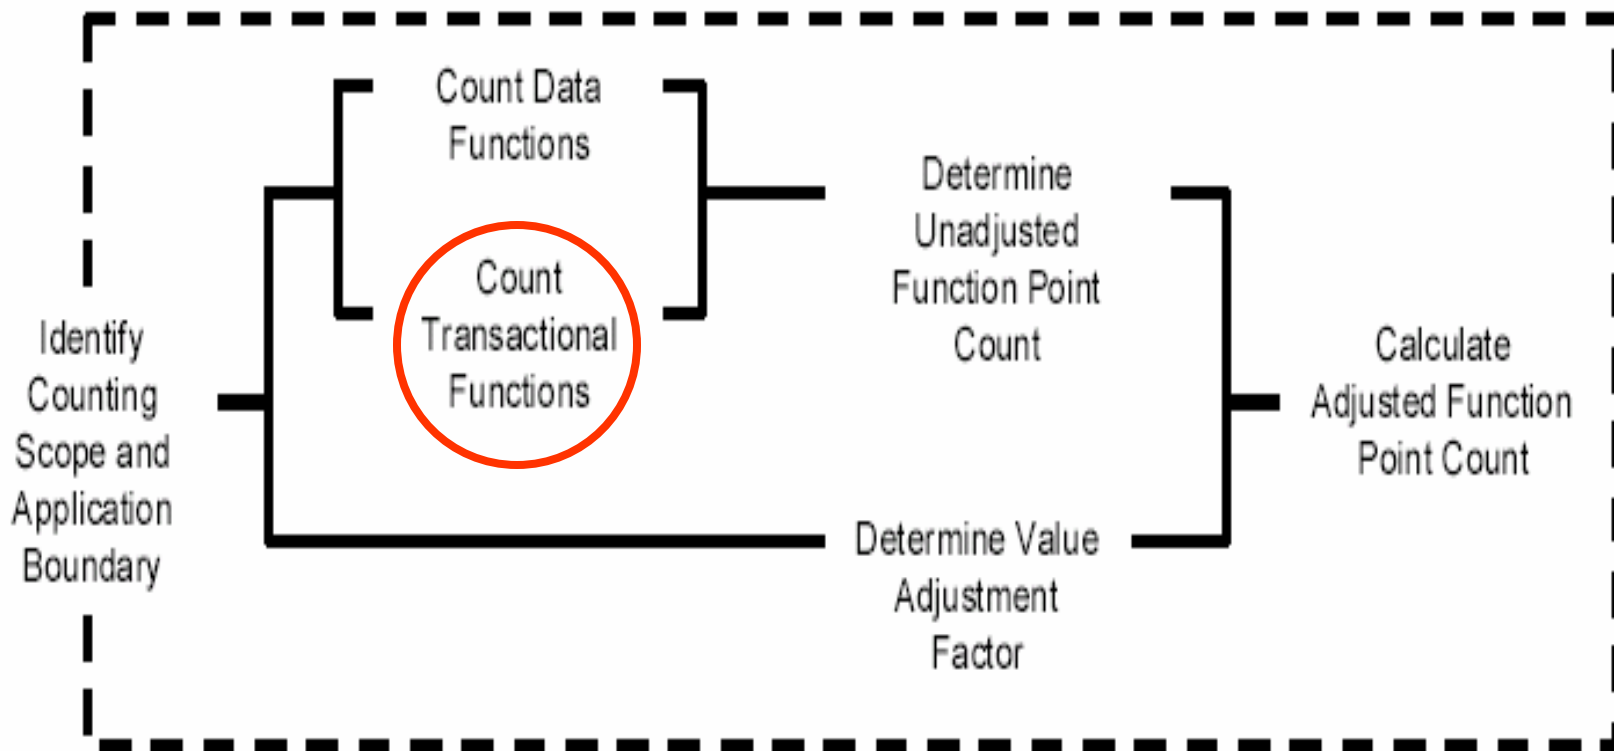 Identify
Counting
Scope and
Application
Boundary
Count Data
Functions
Count
Transactional
Functions
Determine
Unadjusted
Function Point
Count
Determine Value
Adjustment
Factor
Calculate
Adjusted Function
Point Count